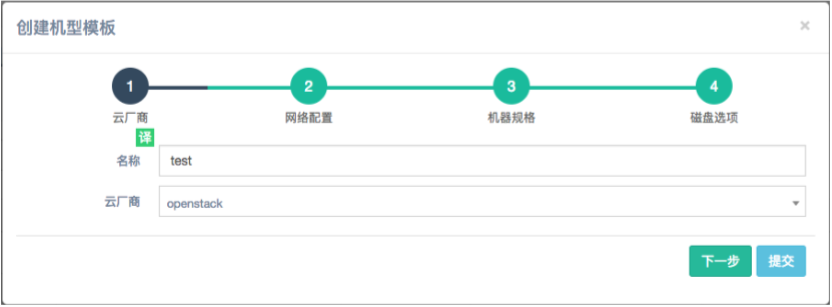 创建机型模板 ×
1 2 3 4
云厂商 网络配置 机器规格 磁盘选项
译
名称 test
云厂商 openstack
下一步 提交